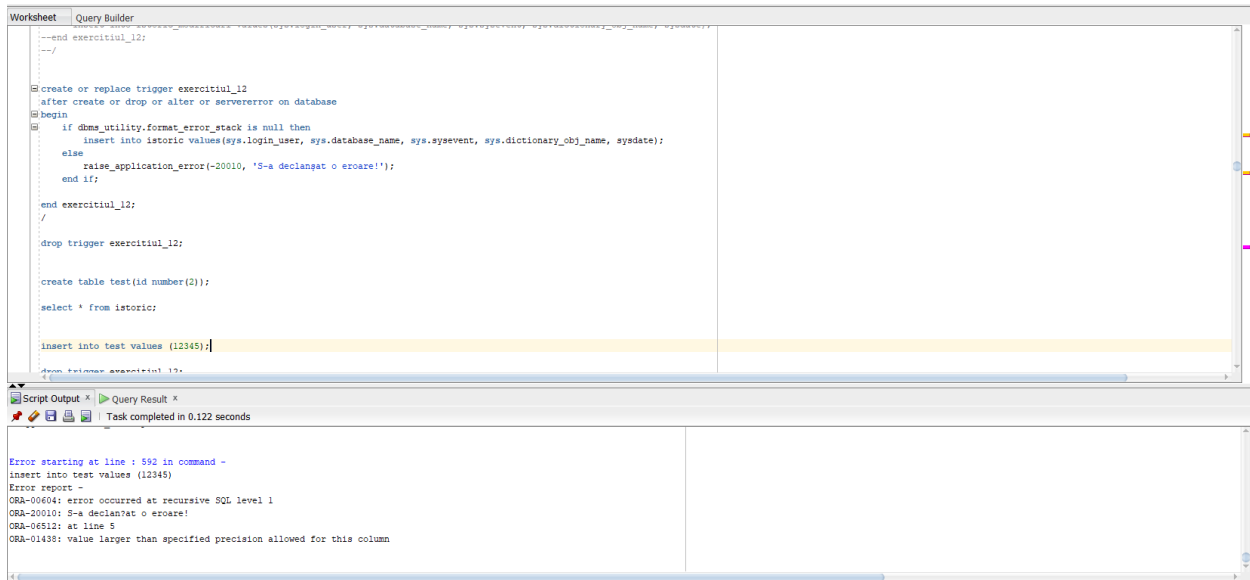 Worksheet Query Builder
--end exercitiul_12;
--/
create or replace trigger exercitiul_12
after create or drop or alter or servererror on database
begin
if dbms_utility.format_error_stack is null then
insert into istoric values(sys.login_user, sys.database_name, sys.sysevent, sys.dictionary_obj_name, sysdate);
else
raise_application_error(-20010, 'S-a declanșat o eroare!');
end if;
end exercitiul_12;
/
drop trigger exercitiul_12;
create table test(id number(2));
select * from istoric;
insert into test values (12345);
drop trigger exercitiul_12;
Script Output x Query Result x
Task completed in 0.122 seconds
Error starting at line : 592 in command -
insert into test values (12345)
Error report -
ORA-00604: error occurred at recursive SQL level 1
ORA-20010: S-a declan?at o eroare!
ORA-06512: at line 5
ORA-01438: value larger than specified precision allowed for this column